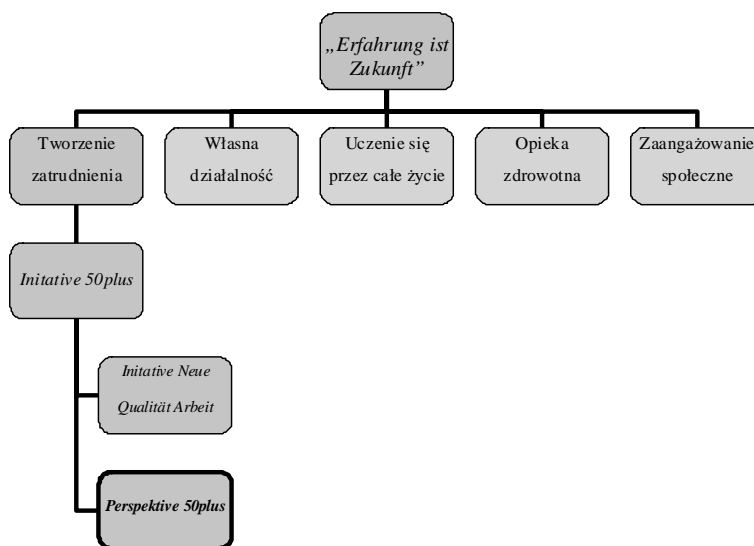 „Erfahrung ist
Zukunft”
Tworzenie
zatrudnienia
Własna
działalność
Uczenie się
przez całe życie
Opieka
zdrowotna
Zaangażowanie
społeczne
Initative 50plus
Initative Neue
Qualität Arbeit
Perspektive 50plus